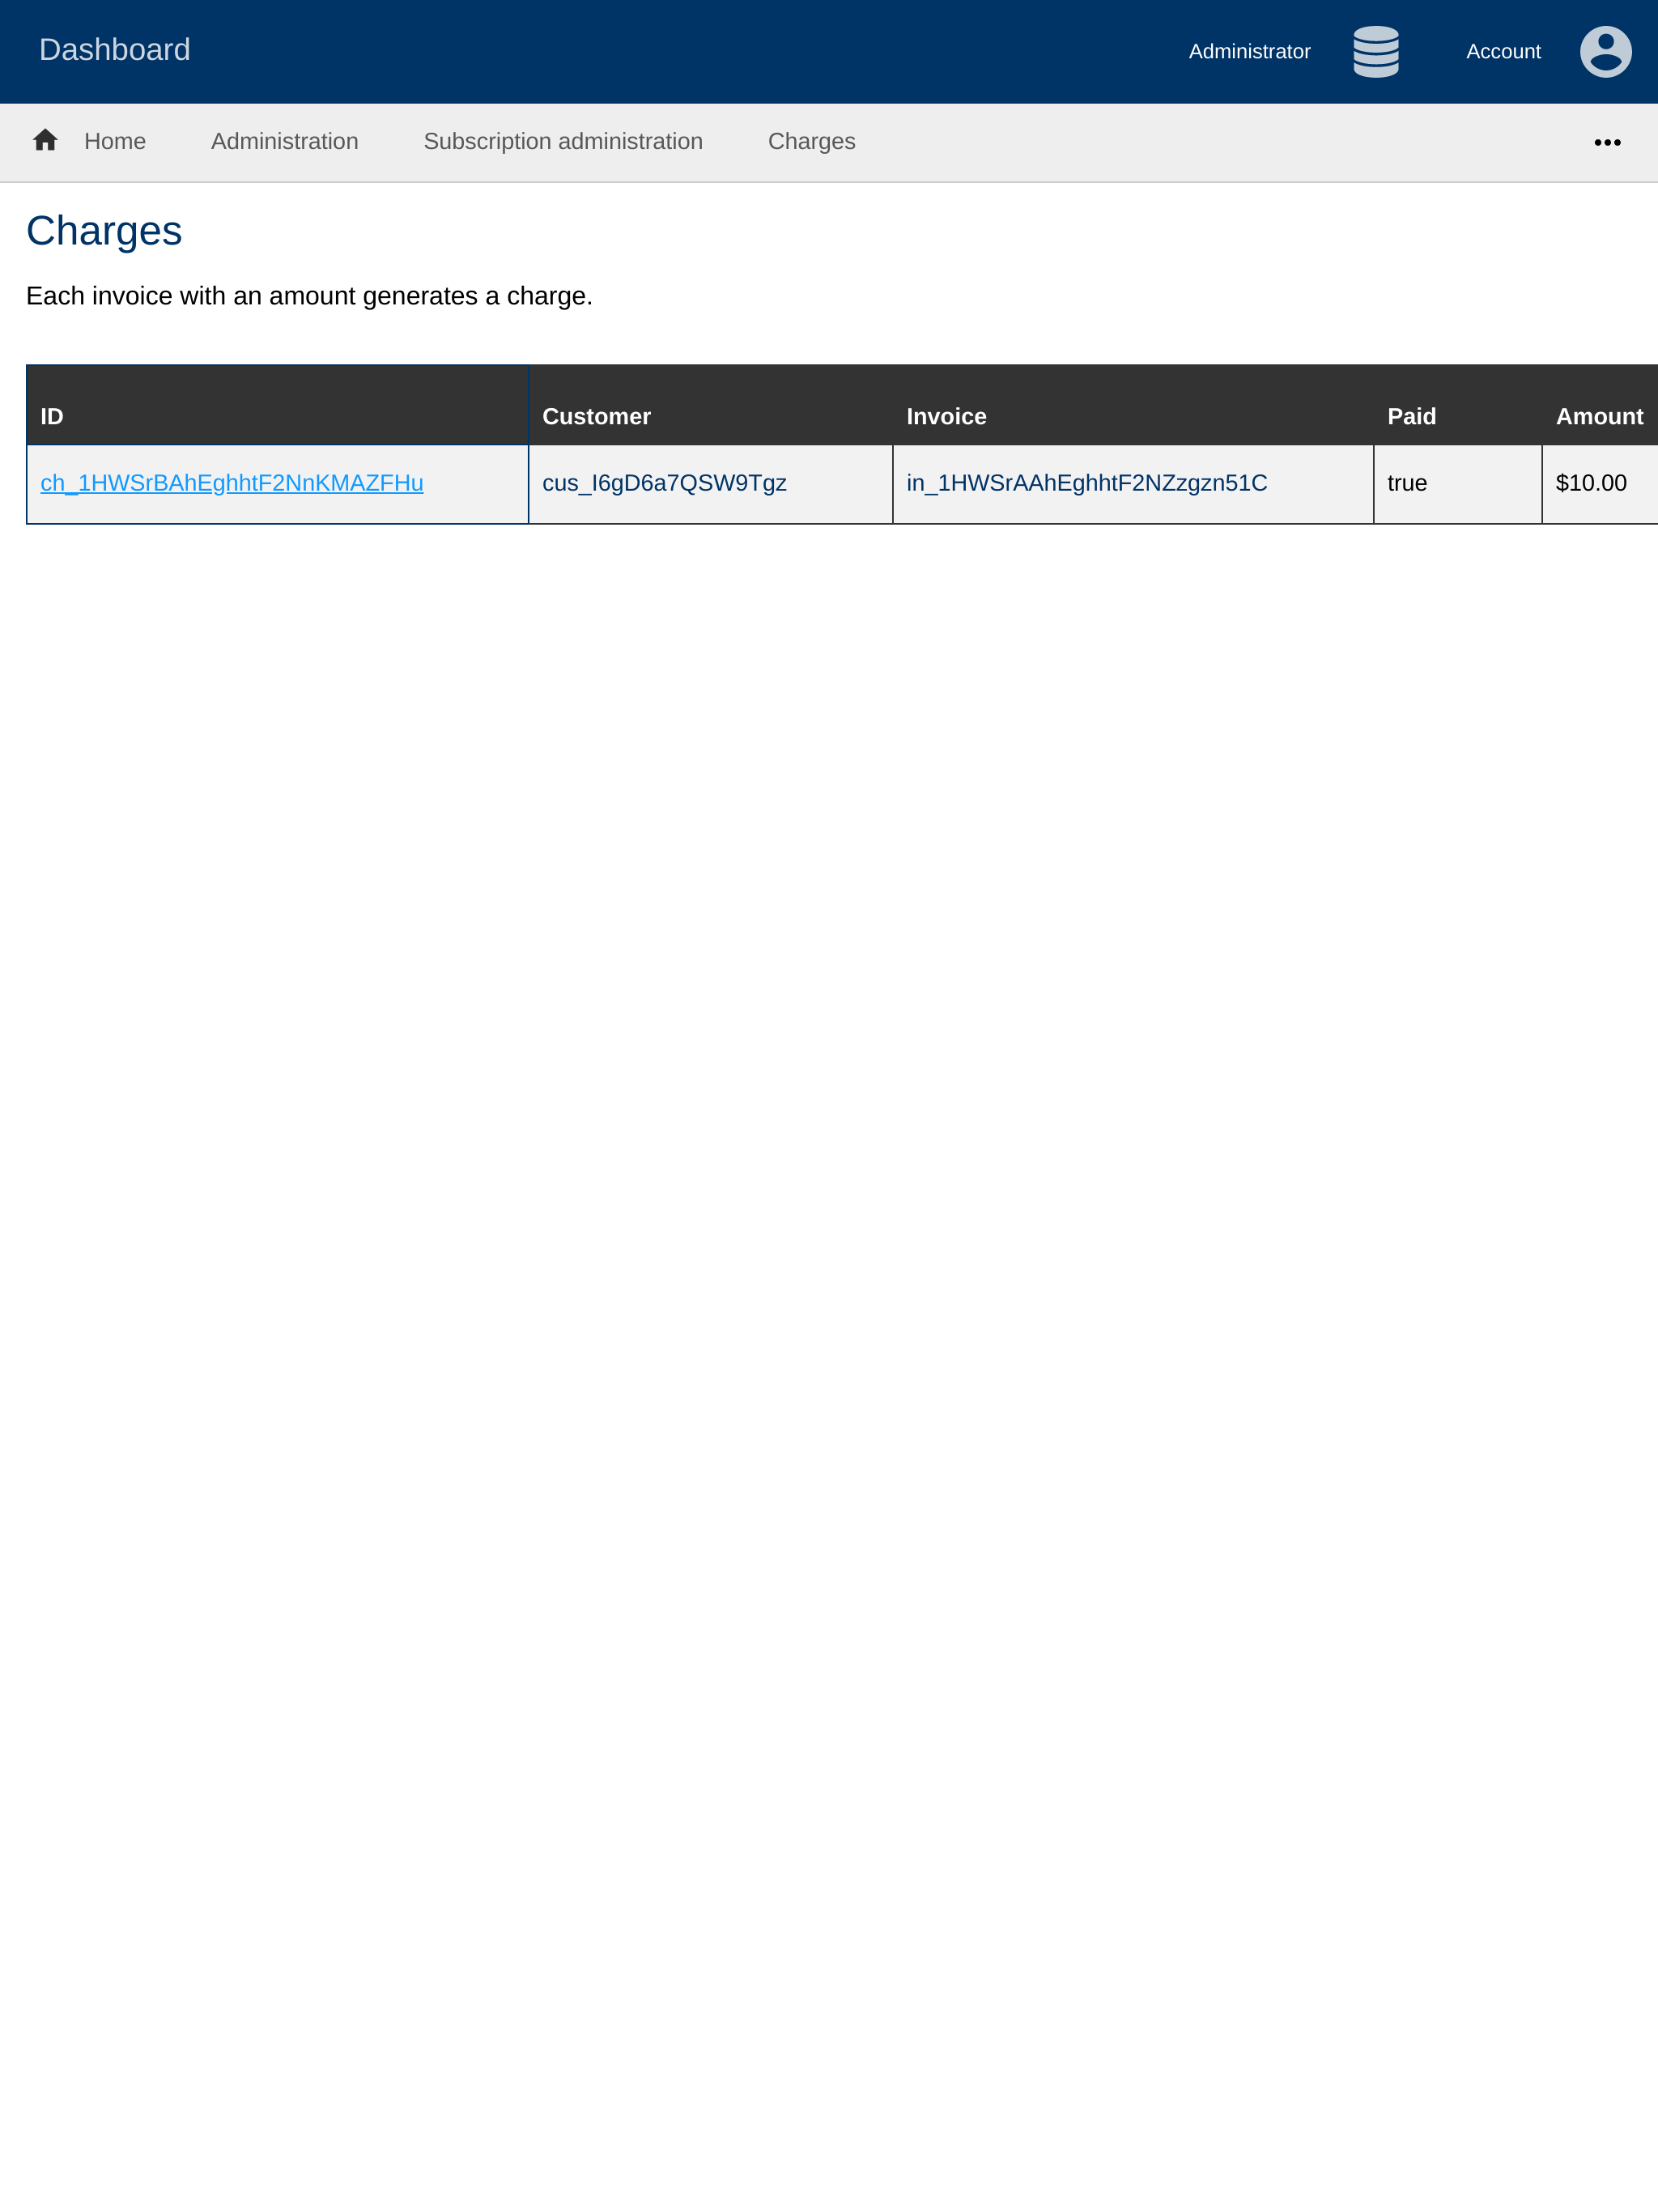 Dashboard Administrator Account
Home Administration Subscription administration Charges •••
Charges
Each invoice with an amount generates a charge.
ID Customer Invoice Paid Amount
ch_1HWSrBAhEghhtF2NnKMAZFHu cus_I6gD6a7QSW9Tgz in_1HWSrAAhEghhtF2NZzgzn51C true $10.00